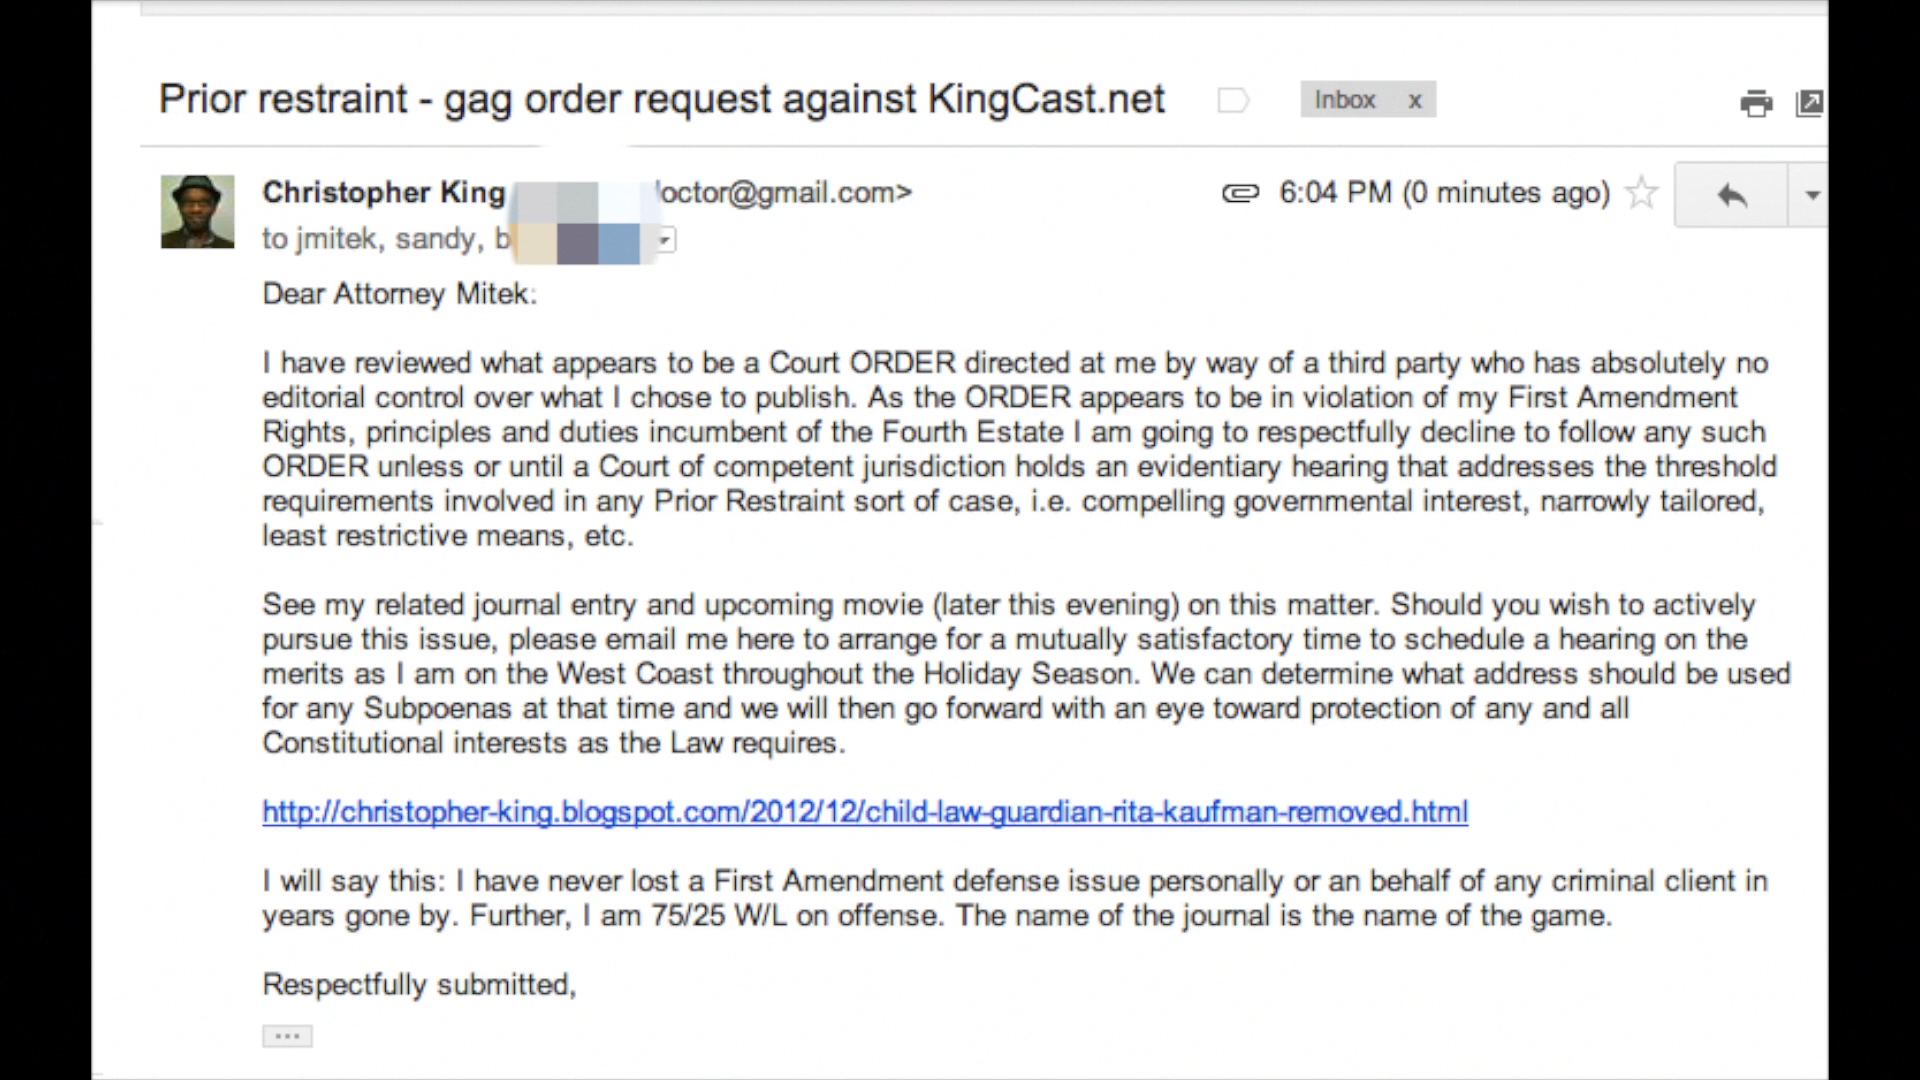 Prior restraint - gag order request against KingCast.net
Inbox x
Christopher King
octor@gmail.com>
6:04 PM (0 minutes ago)
to jmitek, sandy, b
Dear Attorney Mitek:
I have reviewed what appears to be a Court ORDER directed at me by way of a third party who has absolutely no
editorial control over what I chose to publish. As the ORDER appears to be in violation of my First Amendment
Rights, principles and duties incumbent of the Fourth Estate I am going to respectfully decline to follow any such
ORDER unless or until a Court of competent jurisdiction holds an evidentiary hearing that addresses the threshold
requirements involved in any Prior Restraint sort of case, i.e. compelling governmental interest, narrowly tailored,
least restrictive means, etc.
See my related journal entry and upcoming movie (later this evening) on this matter. Should you wish to actively
pursue this issue, please email me here to arrange for a mutually satisfactory time to schedule a hearing on the
merits as I am on the West Coast throughout the Holiday Season. We can determine what address should be used
for any Subpoenas at that time and we will then go forward with an eye toward protection of any and all
Constitutional interests as the Law requires.
http://christopher-king.blogspot.com/2012/12/child-law-guardian-rita-kaufman-removed.html
I will say this: I have never lost a First Amendment defense issue personally or an behalf of any criminal client in
years gone by. Further, I am 75/25 W/L on offense. The name of the journal is the name of the game.
Respectfully submitted,